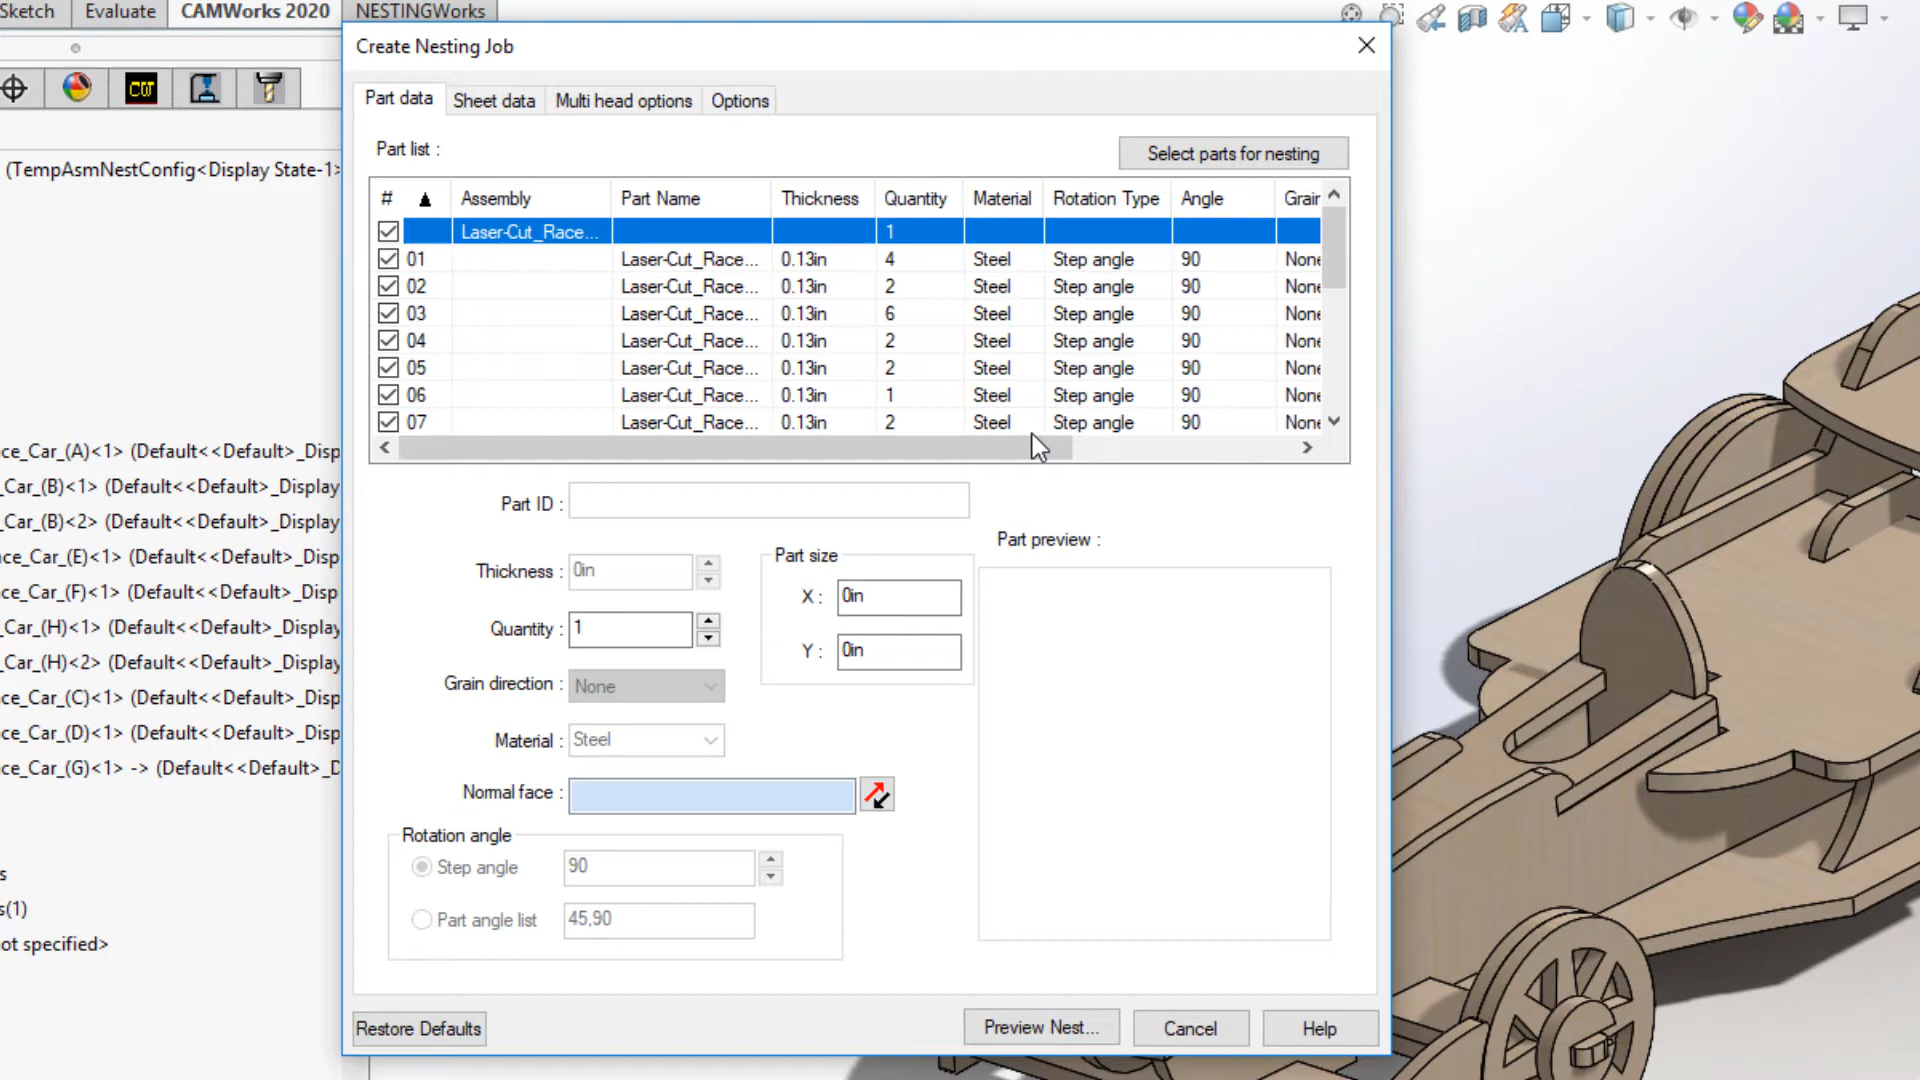 Sketch
Evaluate
CAMWorks 2020
NESTINGWorks
CW
(TempAsmNestConfig<Display State-1>
ce_Car_(A)<1> (Default<<Default>_Disp
_Car_(B)<1> (Default<<Default>_Display
_Car_(B)<2> (Default<<Default>_Display
ce_Car_(E)<1> (Default<<Default>_Disp
ce_Car_(F)<1> (Default<<Default>_Disp
_Car_(H)<1> (Default<<Default>_Display
_Car_(H)<2> (Default<<Default>_Display
ce_Car_(C)<1> (Default<<Default>_Disp
ce_Car_(D)<1> (Default<<Default>_Disp
ce_Car_(G)<1> -> (Default<<Default>_D
s
s(1)
ot specified>
Create Nesting Job
Part data
Sheet data
Multi head options
Options
Part list :
Select parts for nesting
# Assembly Part Name Thickness Quantity Material Rotation Type Angle Grain
Laser-Cut_Race... 1
01 Laser-Cut_Race... 0.13in 4 Steel Step angle 90 None
02 Laser-Cut_Race... 0.13in 2 Steel Step angle 90 None
03 Laser-Cut_Race... 0.13in 6 Steel Step angle 90 None
04 Laser-Cut_Race... 0.13in 2 Steel Step angle 90 None
05 Laser-Cut_Race... 0.13in 2 Steel Step angle 90 None
06 Laser-Cut_Race... 0.13in 1 Steel Step angle 90 None
07 Laser-Cut_Race... 0.13in 2 Steel Step angle 90 None
Part ID :
Thickness : 0in
Quantity : 1
Grain direction : None
Material : Steel
Normal face :
Part size
X : 0in
Y : 0in
Part preview :
Rotation angle
Step angle 90
Part angle list 45,90
Restore Defaults
Preview Nest...
Cancel
Help